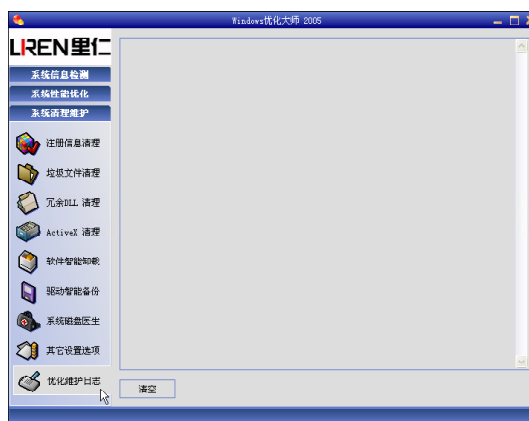 Windows优化大师 2005
LIREN里仁
系统信息检测
系统性能优化
系统清理维护
注册信息清理
垃圾文件清理
冗余DLL 清理
ActiveX 清理
软件智能卸载
驱动智能备份
系统磁盘医生
其它设置选项
优化维护日志
清空